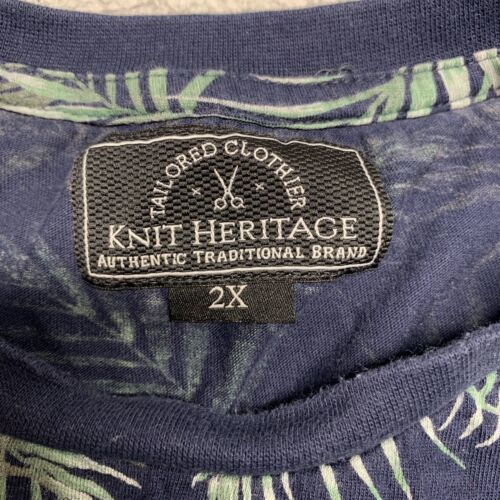 TAILORED CLOTHIER
KNIT HERITAGE
AUTHENTIC TRADITIONAL BRAND
2X